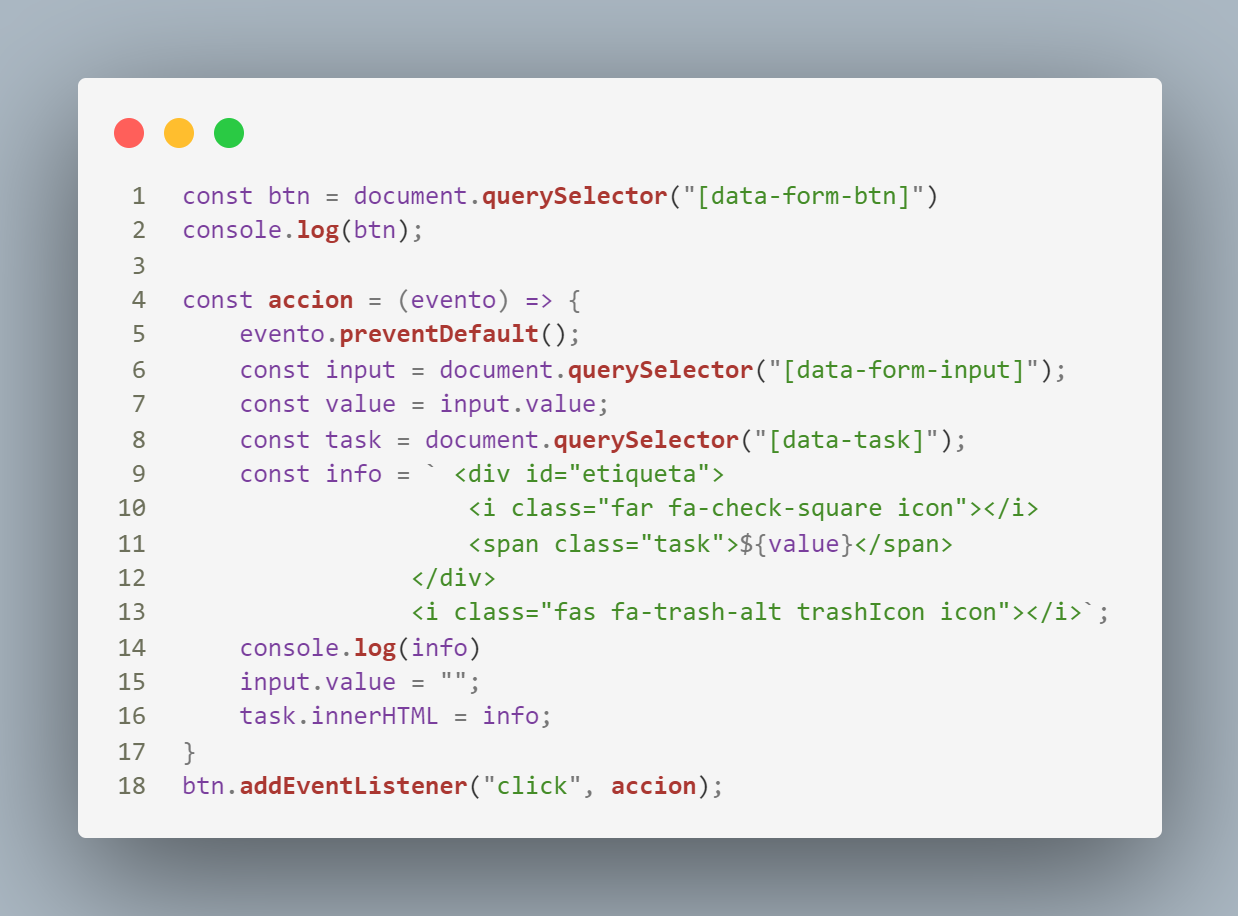 1 const btn = document.querySelector("[data-form-btn]")
2 console.log(btn);
3
4 const accion = (evento) => {
5     evento.preventDefault();
6     const input = document.querySelector("[data-form-input]");
7     const value = input.value;
8     const task = document.querySelector("[data-task]");
9     const info = ` <div id="etiqueta">
10                     <i class="far fa-check-square icon"></i>
11                     <span class="task">${value}</span>
12                 </div>
13                 <i class="fas fa-trash-alt trashIcon icon"></i>`;
14     console.log(info)
15     input.value = "";
16     task.innerHTML = info;
17 }
18 btn.addEventListener("click", accion);